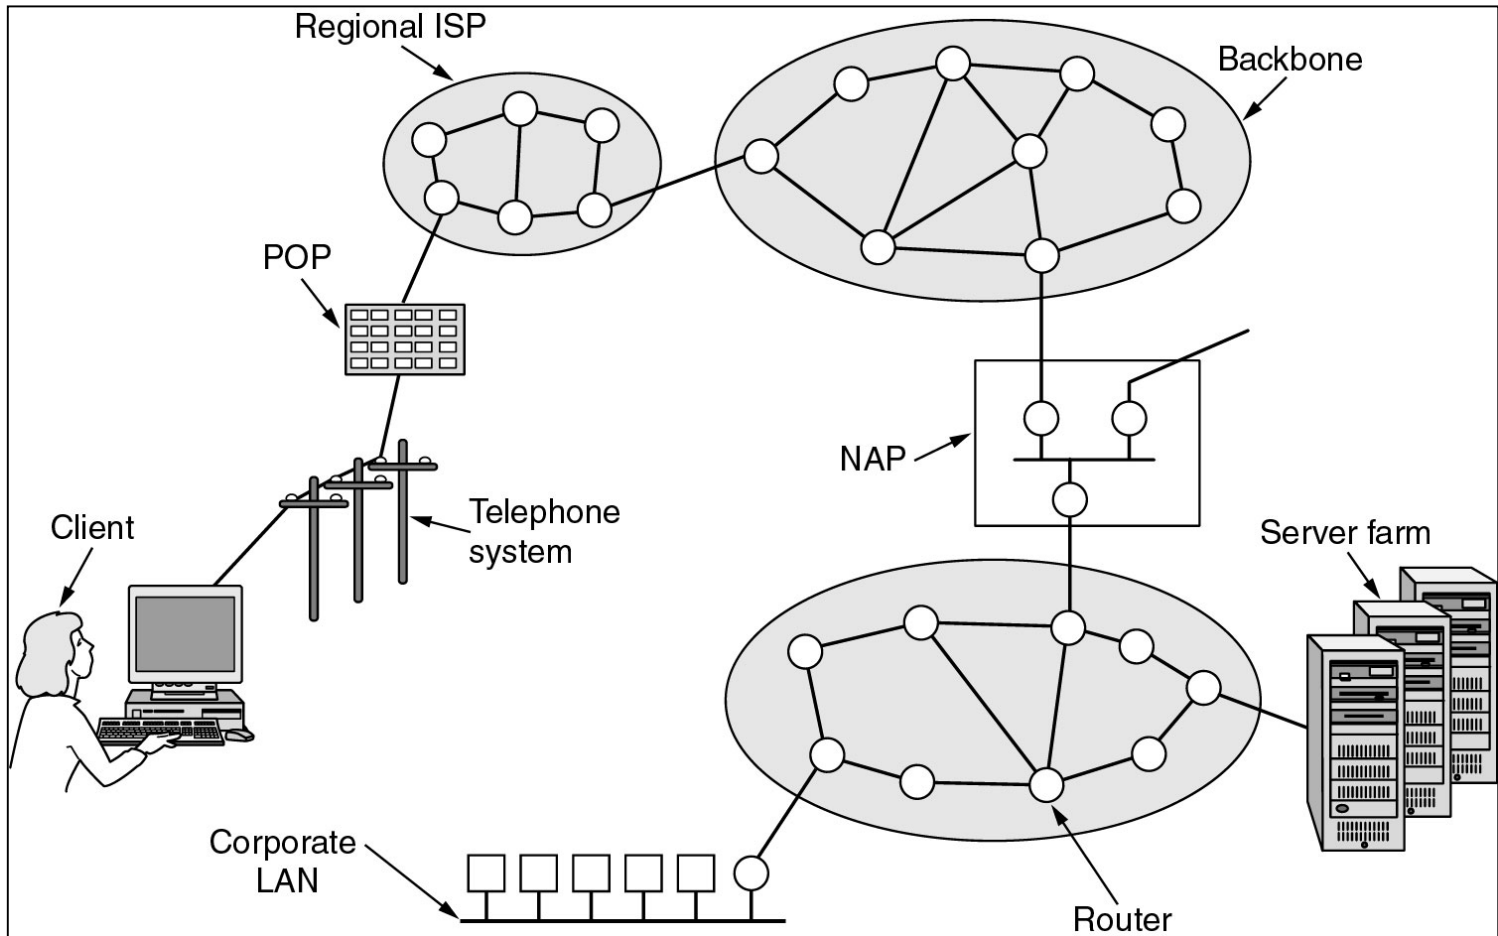 Regional ISP
Backbone
POP
NAP
Telephone
system
Client
Server farm
Corporate
LAN
Router